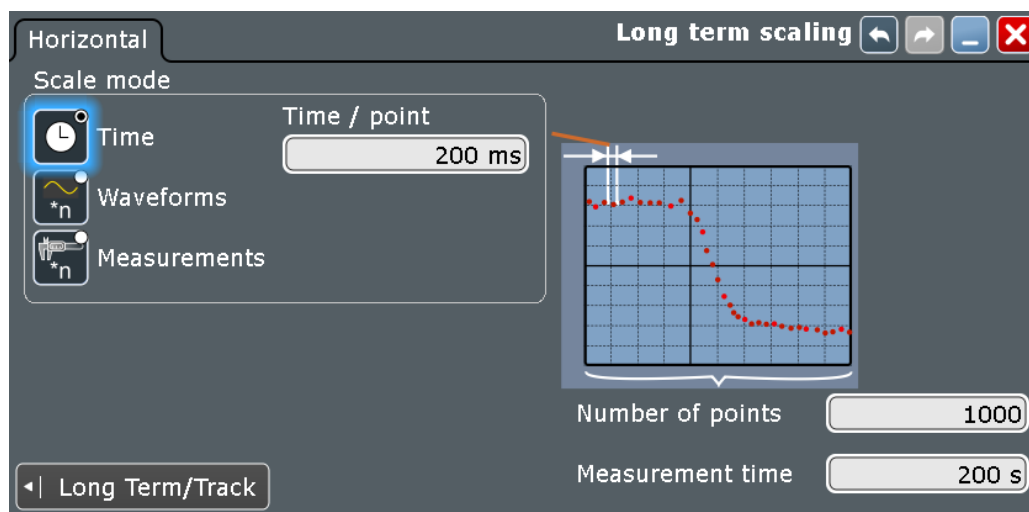 Horizontal
Long term scaling
Scale mode
Time
Time / point
200 ms
Waveforms
*n
Measurements
*n
Number of points
1000
Measurement time
200 s
Long Term/Track